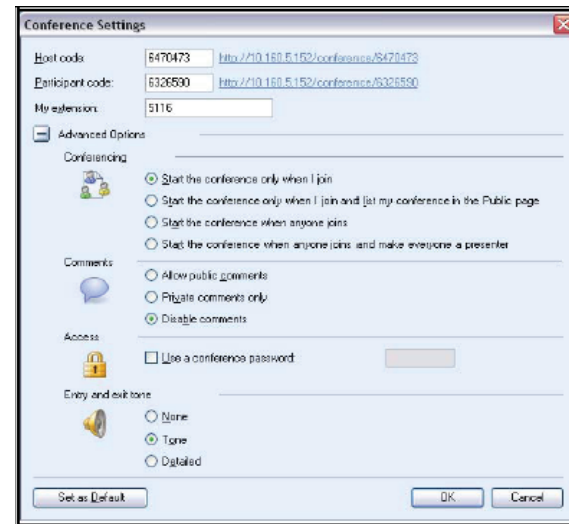 Conference Settings
Host code: 6470473 http://10.160.5.152/conference/6470473
Participant code: 6326590 http://10.160.5.152/conference/6326590
My extension: 5116
Advanced Options
Conferencing
Start the conference only when I join
Start the conference only when I join and list my conference in the Public page
Start the conference when anyone joins
Start the conference when anyone joins and make everyone a presenter
Comments
Allow public comments
Private comments only
Disable comments
Access
Use a conference password:
Entry and exit tone
None
Tone
Detailed
Set as Default OK Cancel